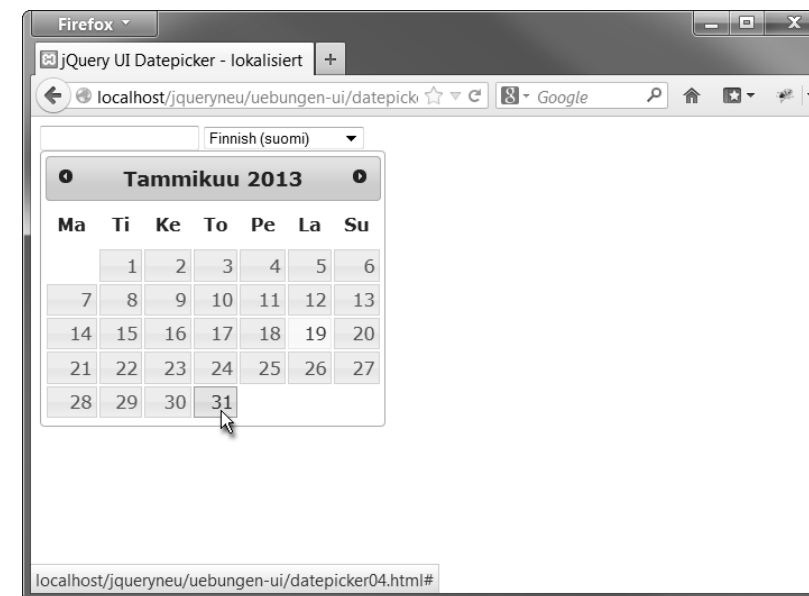 Firefox
jQuery UI Datepicker - lokalisiert +
localhost/jqueryneu/uebungen-ui/datepick Google
Finnish (suomi)
Tammikuu 2013
Ma Ti Ke To Pe La Su
1 2 3 4 5 6
7 8 9 10 11 12 13
14 15 16 17 18 19 20
21 22 23 24 25 26 27
28 29 30 31
localhost/jqueryneu/uebungen-ui/datepicker04.html#